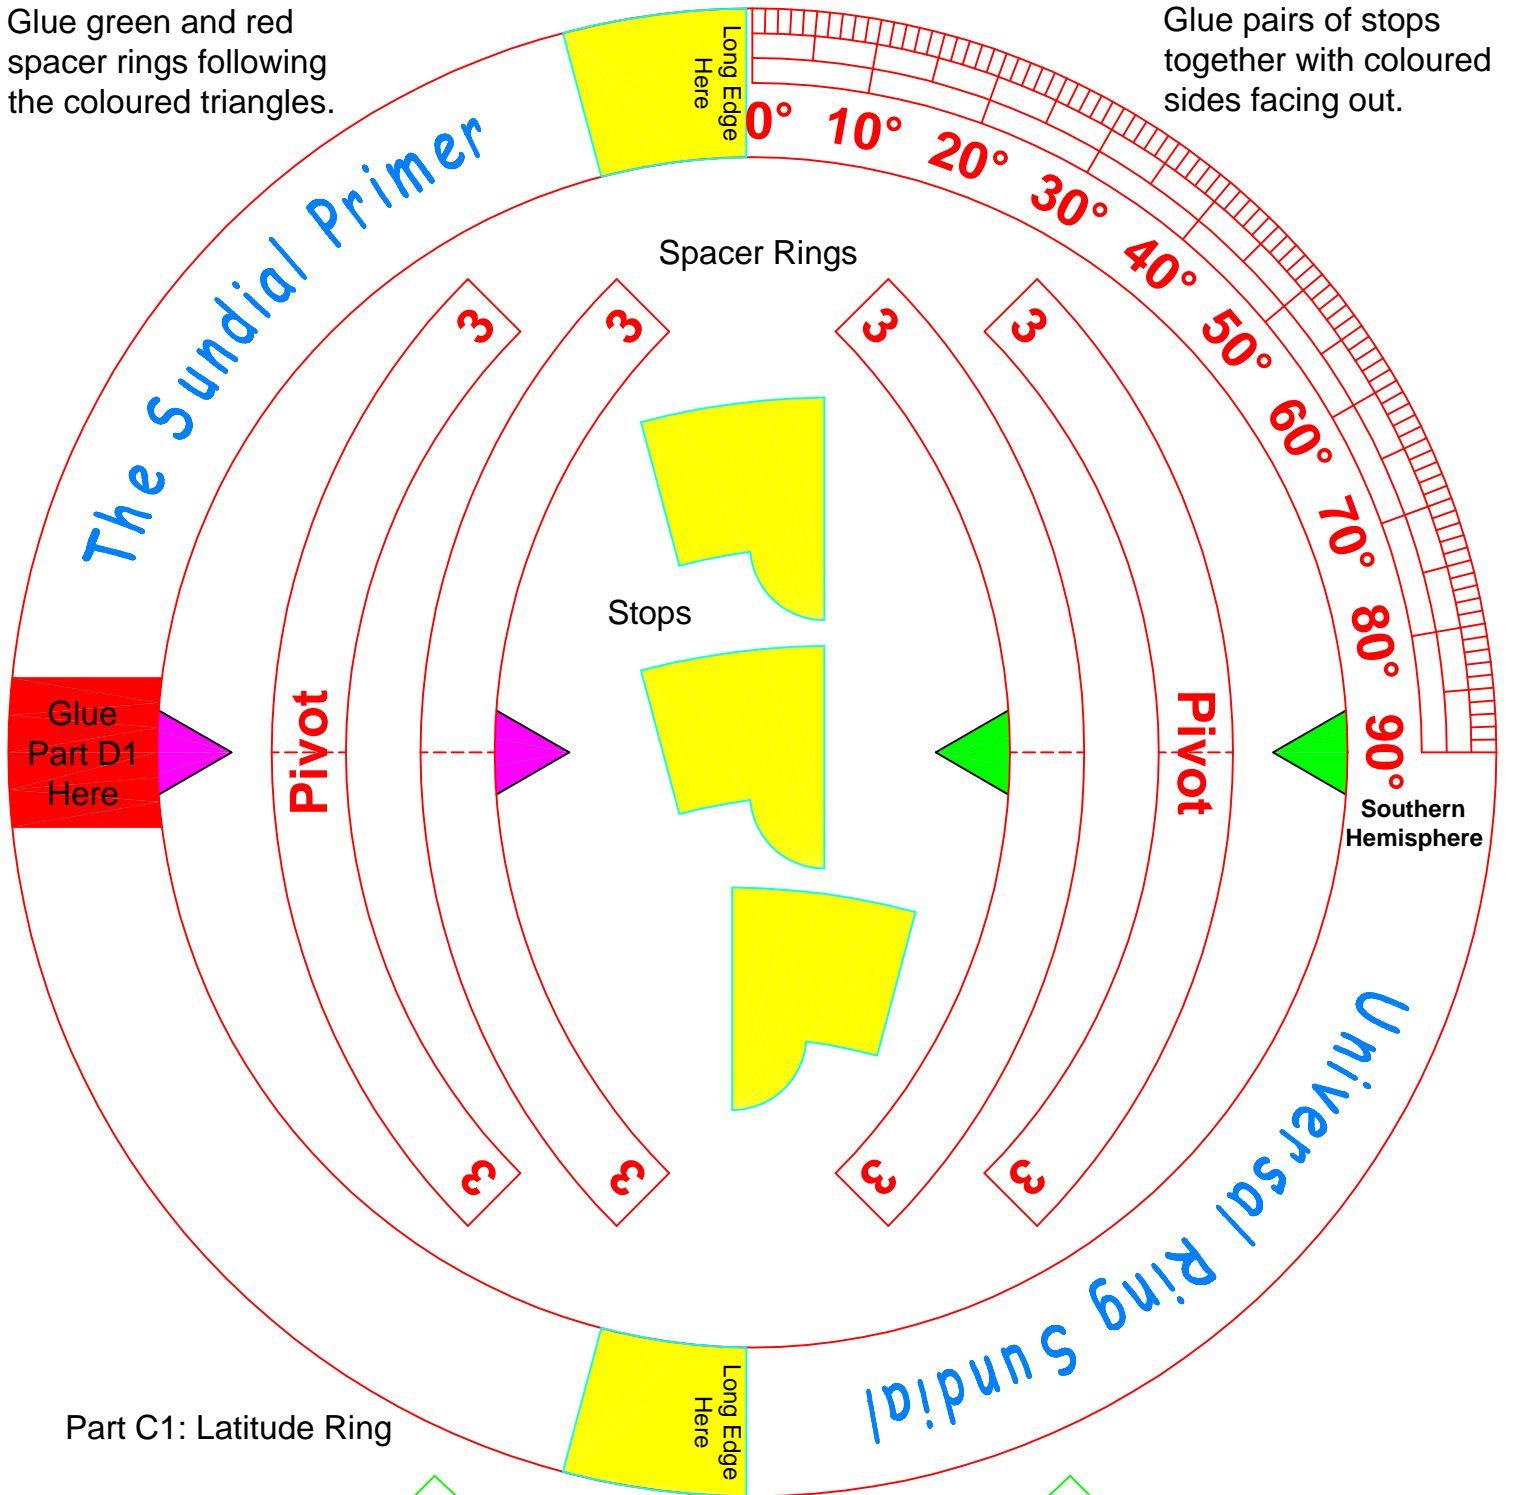 Glue green and red
spacer rings following
the coloured triangles.
Glue pairs of stops
together with coloured
sides facing out.
Long Edge
Here
0° 10° 20° 30° 40° 50° 60° 70° 80° 90°
The Sundial Primer
Spacer Rings
3 3 3 3
Stops
Glue
Part D1
Here
Pivot
Pivot
Southern
Hemisphere
3 3 3 3
Universal Ring Sundial
Long Edge
Here
Part C1: Latitude Ring